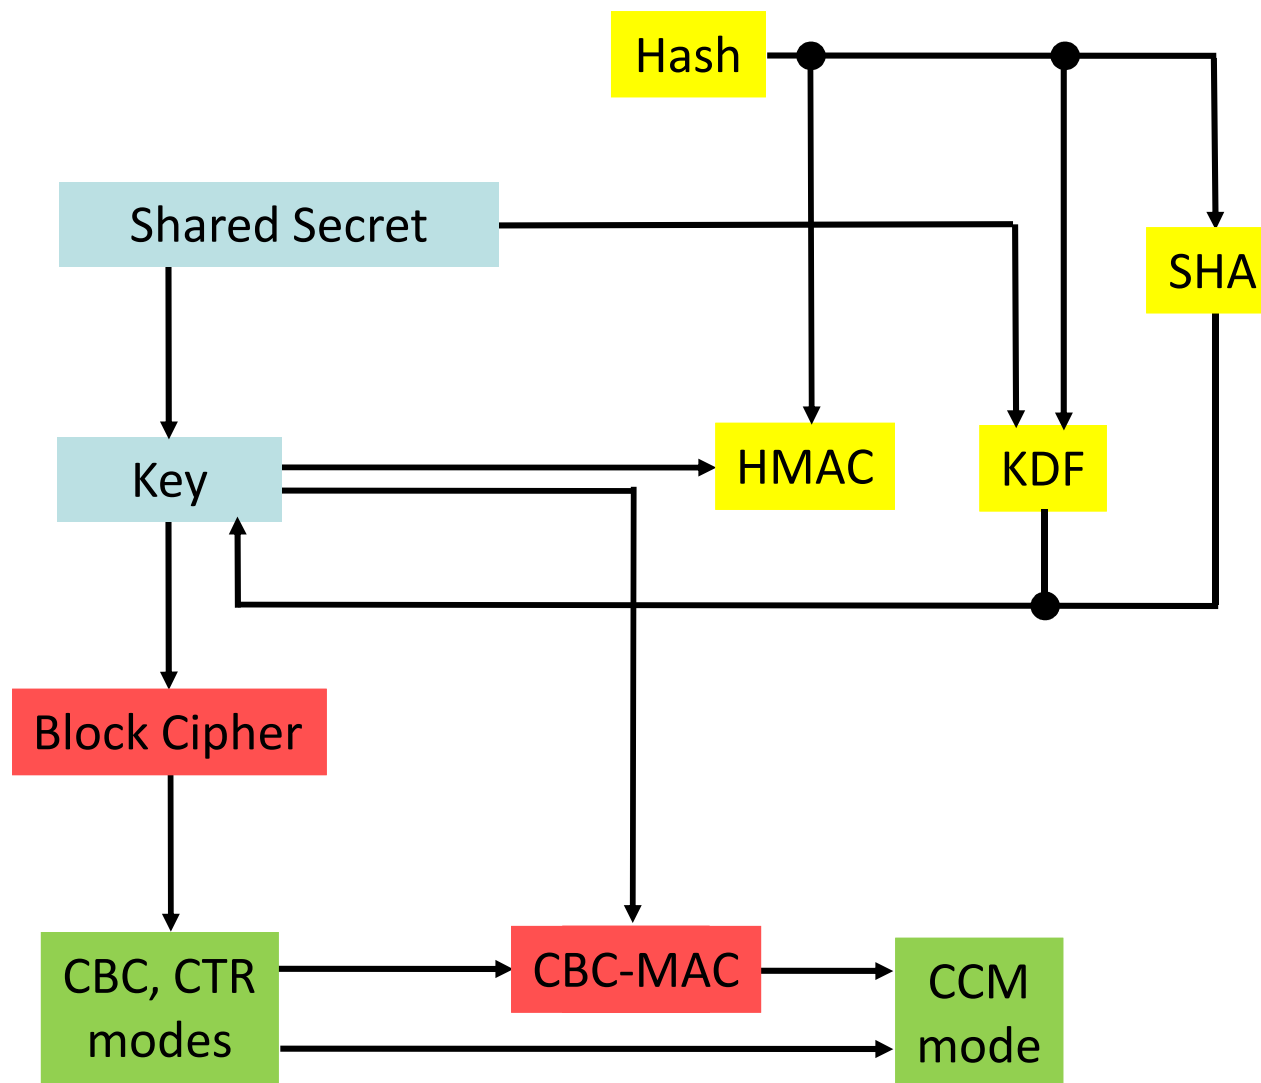 Hash
Shared Secret
SHA
Key
HMAC
KDF
Block Cipher
CBC, CTR
modes
CBC-MAC
CCM
mode